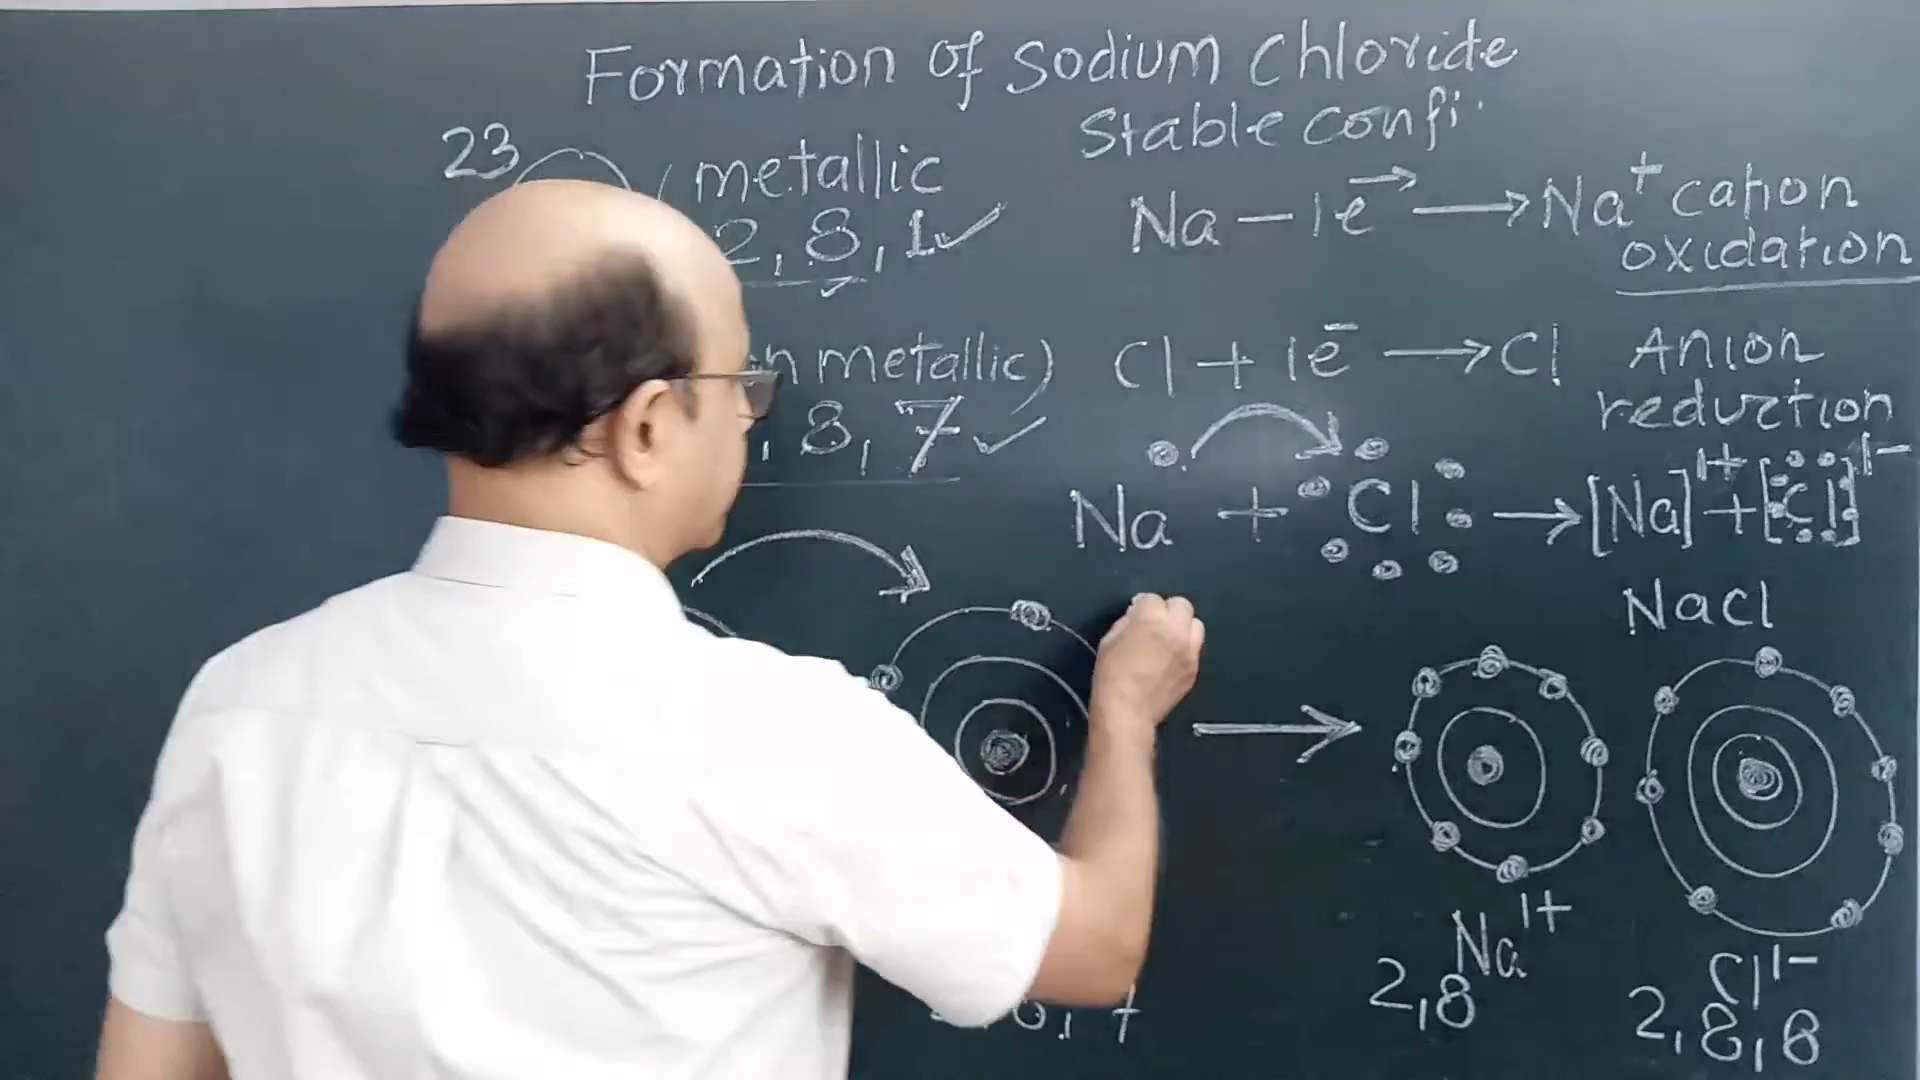 Formation of Sodium Chloride
Stable Confi.
23
(metallic
2, 8, 1 ✓
Na – 1e⁻ → Na⁺ cation
oxidation
n metallic)
, 8, 7 ✓
Cl + 1e⁻ → Cl Anion
reduction
Na + Cl → [Na]¹⁺ + [Cl]¹⁻
NaCl
Na¹⁺
2,8
Cl¹⁻
2,8,8